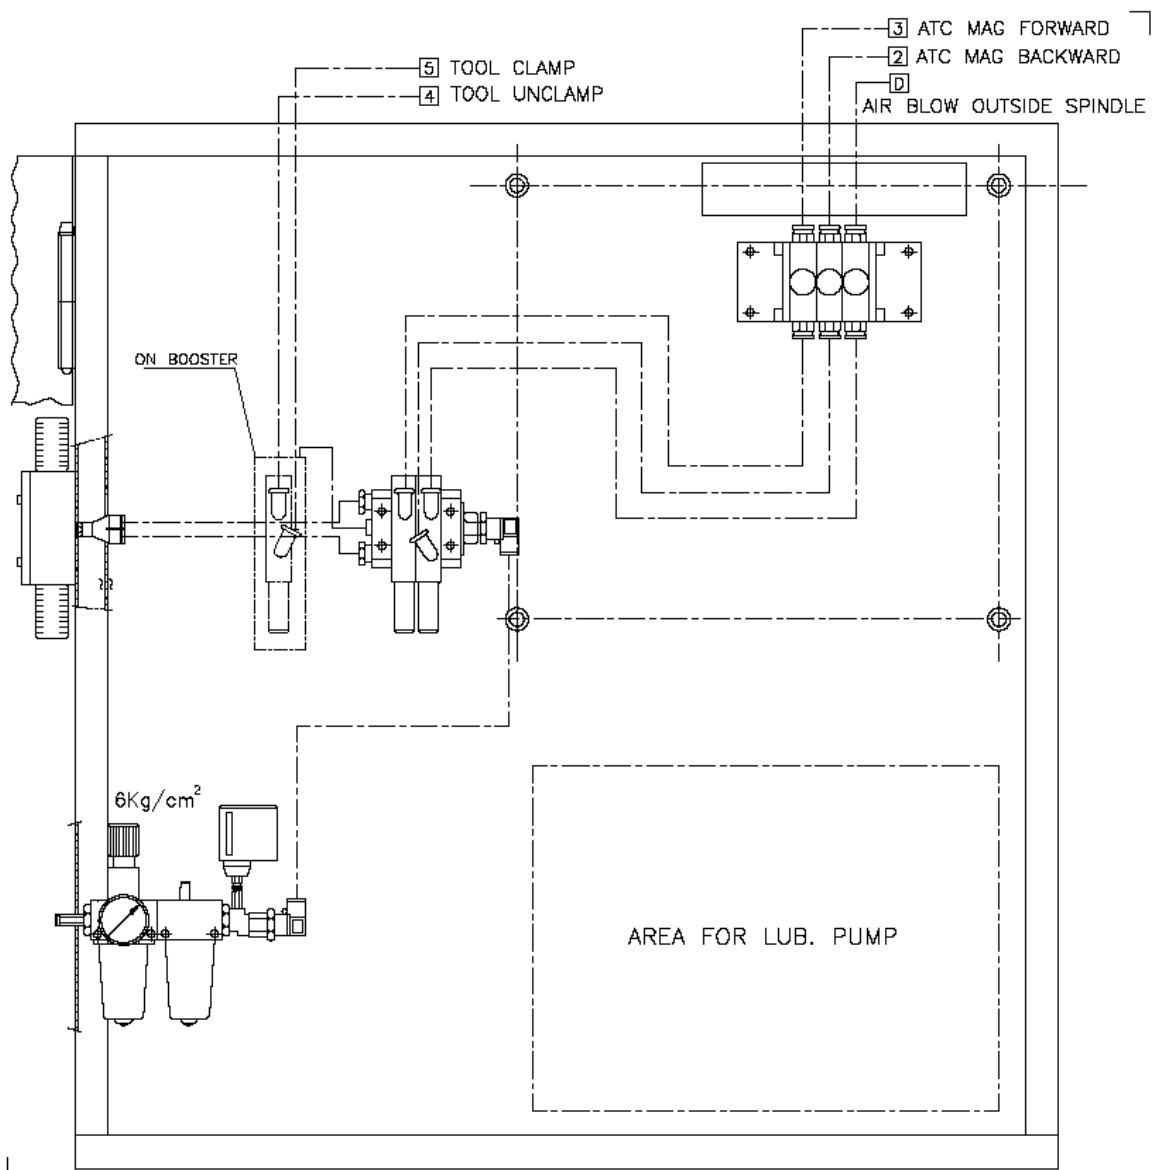 3 ATC MAG FORWARD
2 ATC MAG BACKWARD
D
AIR BLOW OUTSIDE SPINDLE
5 TOOL CLAMP
4 TOOL UNCLAMP
ON BOOSTER
6Kg/cm²
AREA FOR LUB. PUMP